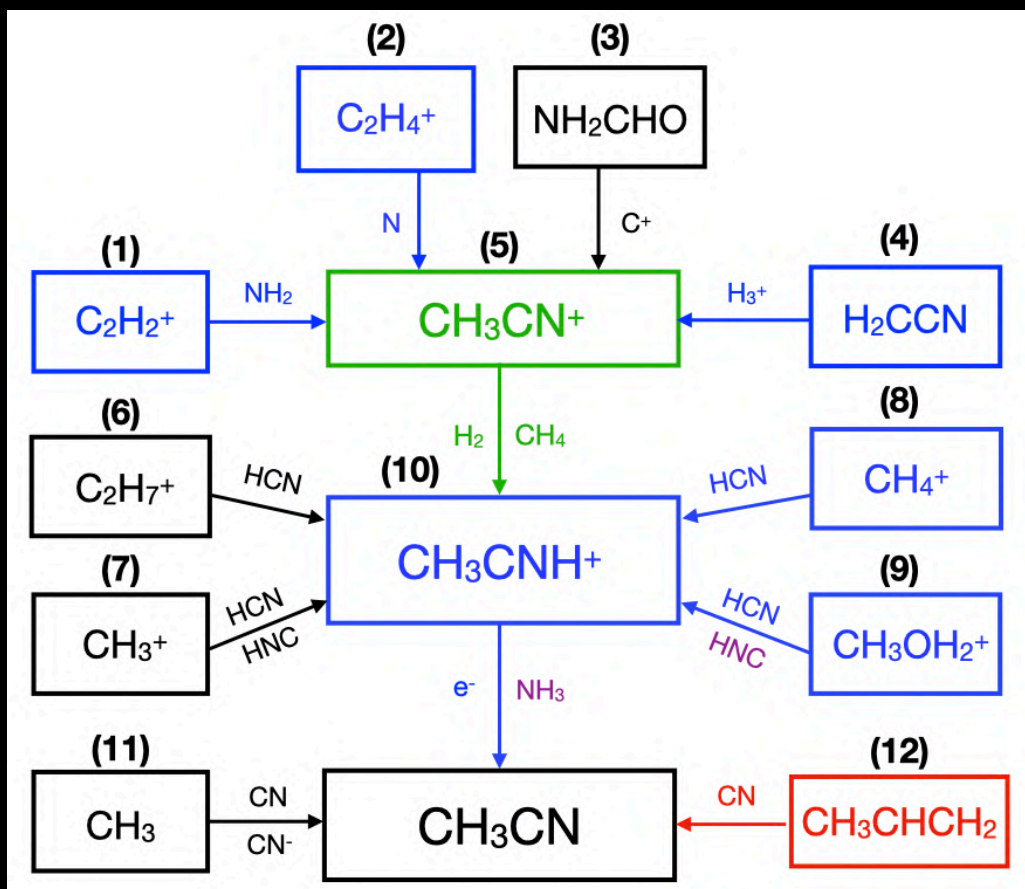 (2)
(3)
C₂H₄⁺
NH₂CHO
N
C⁺
(1)
(5)
(4)
C₂H₂⁺
NH₂
CH₃CN⁺
H₃⁺
H₂CCN
(6)
(8)
H₂
CH₄
C₂H₇⁺
HCN
(10)
HCN
CH₄⁺
CH₃CNH⁺
(7)
(9)
CH₃⁺
HCN
HNC
HCN
HNC
CH₃OH₂⁺
e⁻
NH₃
(11)
(12)
CH₃
CN
CN⁻
CH₃CN
CN
CH₃CHCH₂